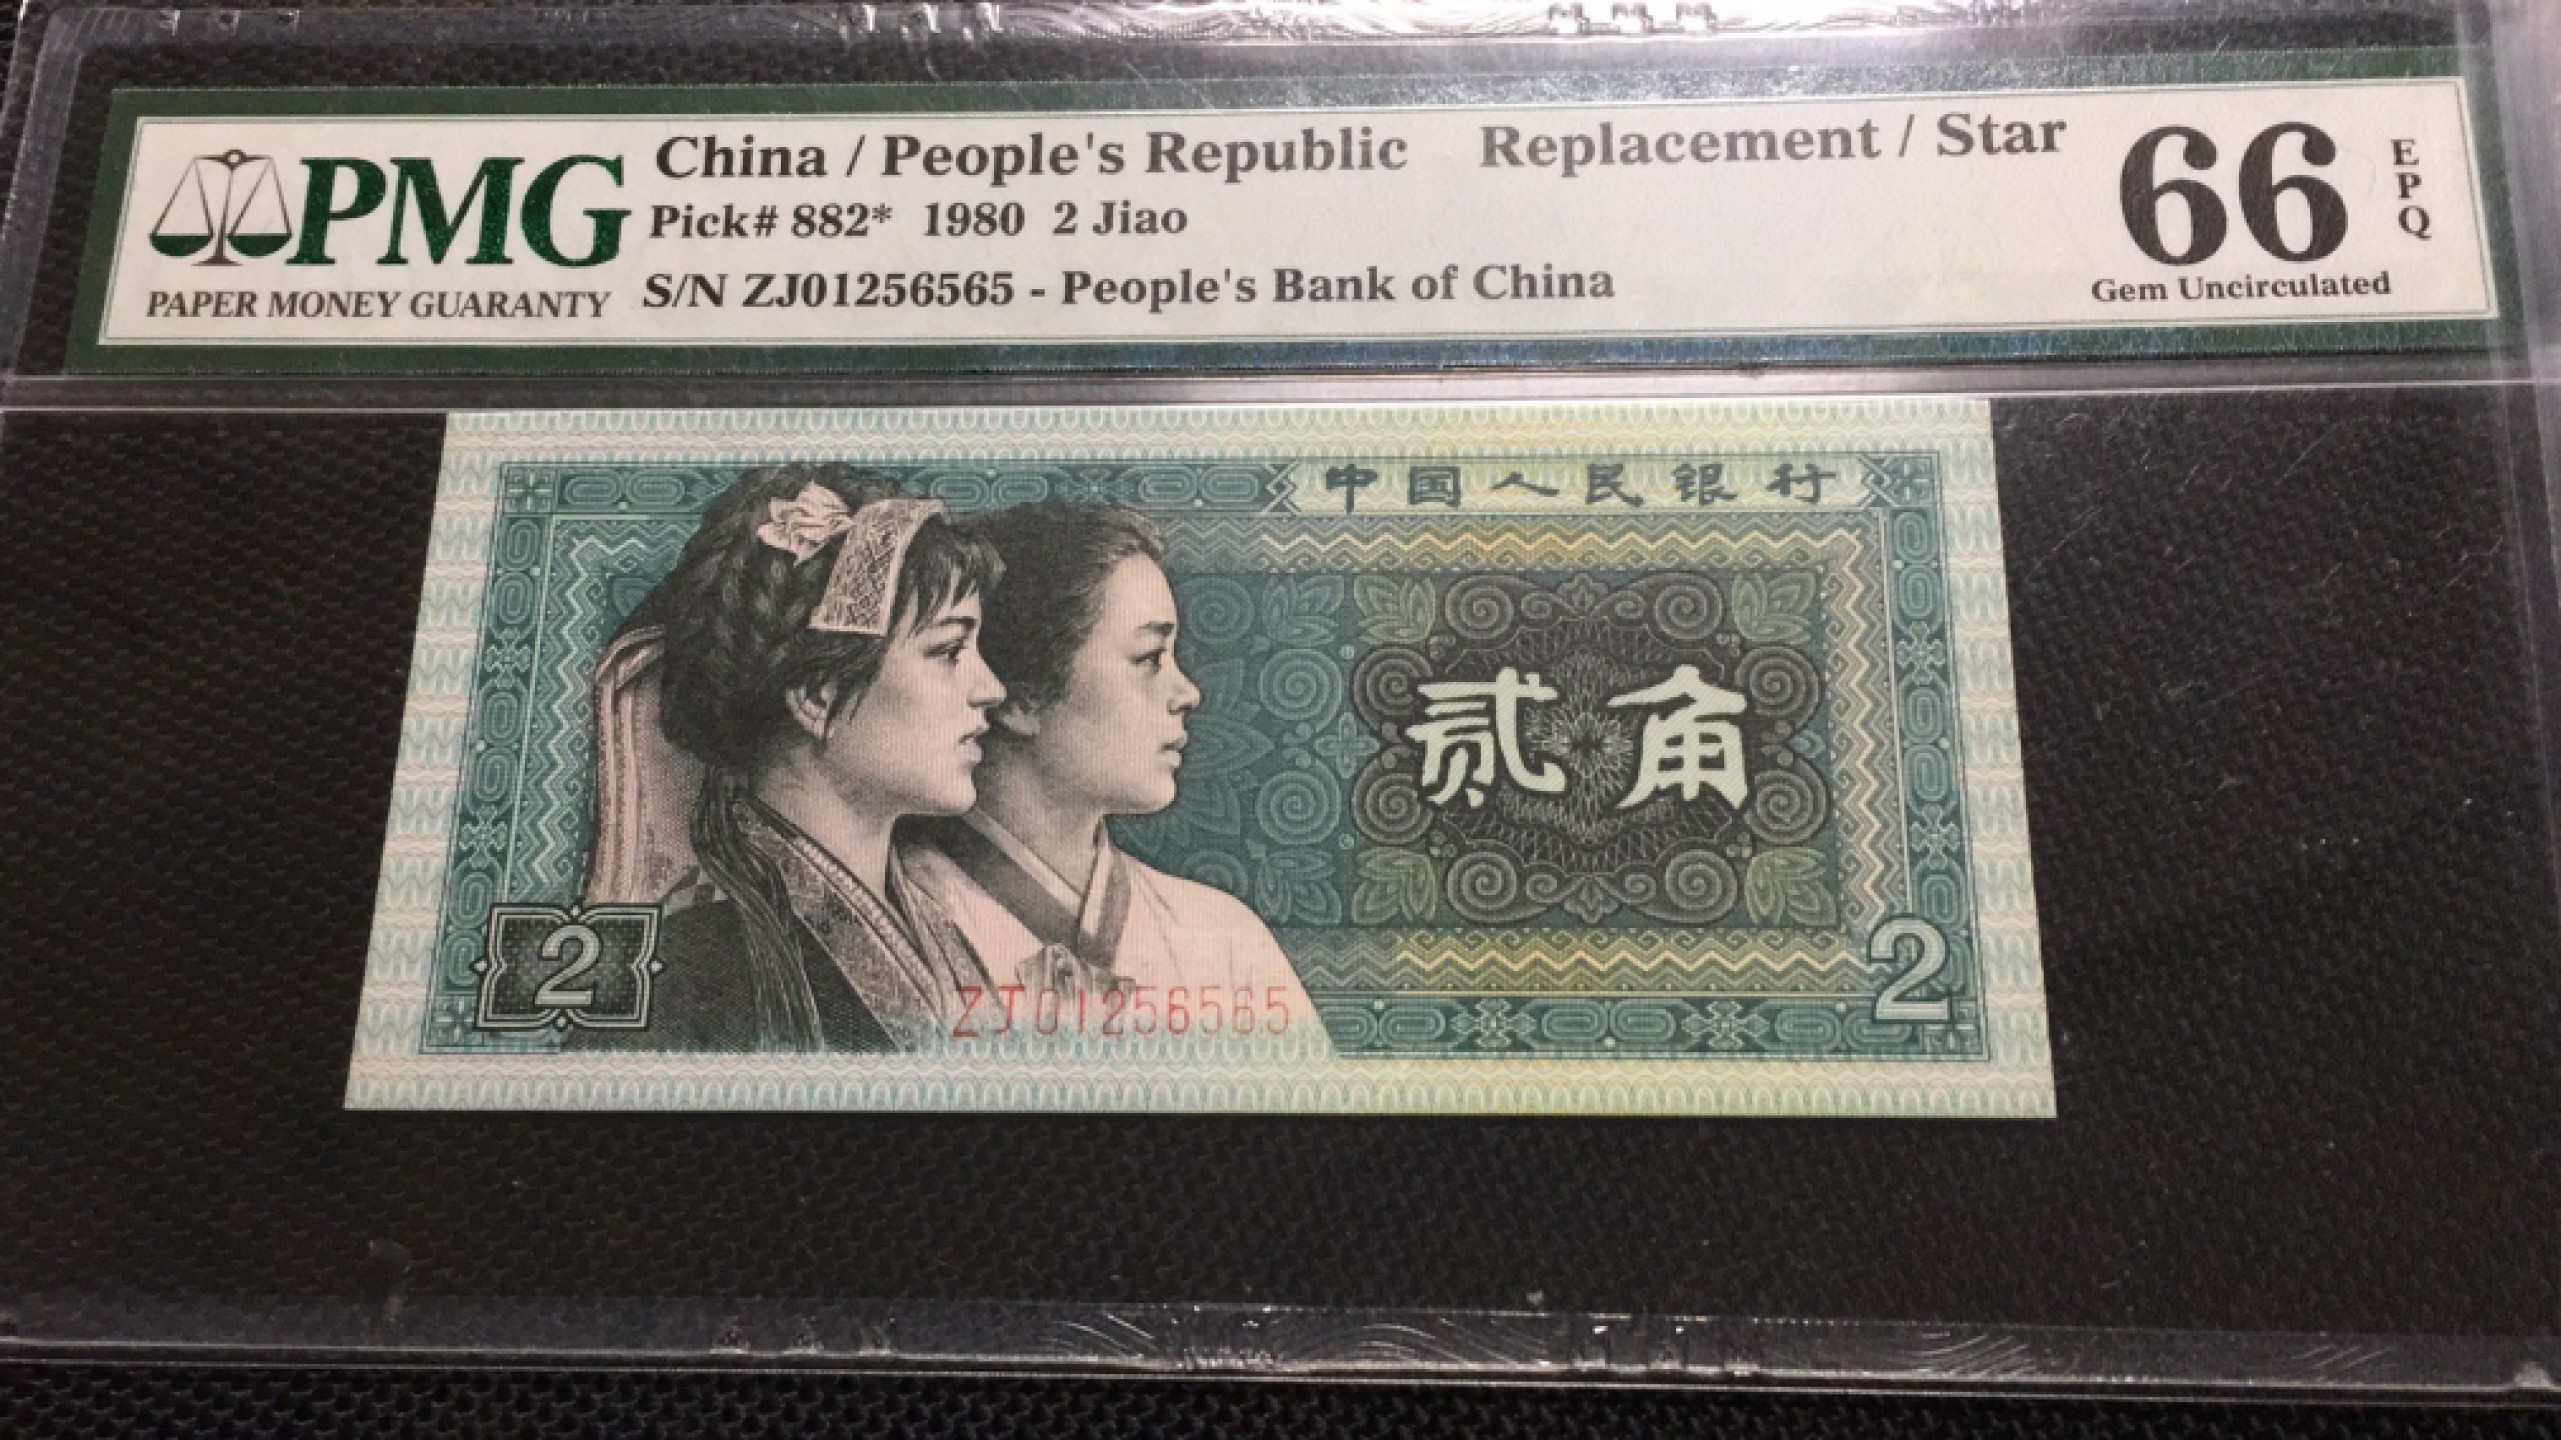 PMG
PAPER MONEY GUARANTY
China / People's Republic Replacement / Star
Pick# 882* 1980 2 Jiao
S/N ZJ01256565 - People's Bank of China
66
EPQ
Gem Uncirculated
中国人民银行
贰角
2
2
ZJ01256565